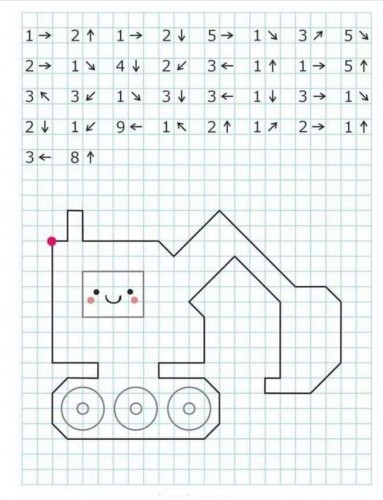 1→ 2↑ 1→ 2↓ 5→ 1↘ 3↗ 5↘
2→ 1↘ 4↓ 2↙ 3← 1↑ 1→ 5↑
3↖ 3↙ 1↘ 3↓ 3← 1↓ 3→ 1↘
2↓ 1↙ 9← 1↖ 2↑ 1↗ 2→ 1↑
3← 8↑